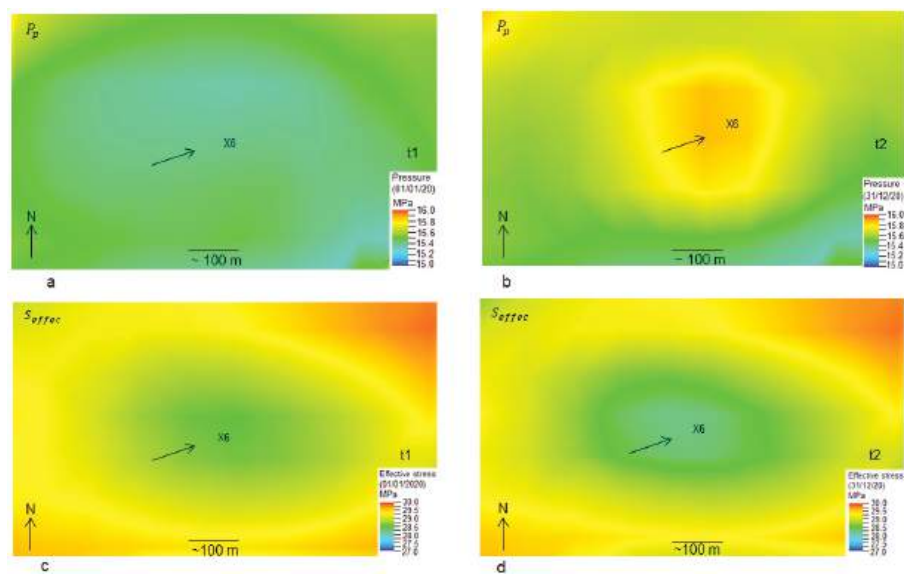 Pp
X6
t1
Pressure
(01/01/20)
MPa
16.0
15.8
15.6
15.4
15.2
15.0
N
~ 100 m
a
Pp
X6
t2
Pressure
(31/12/20)
MPa
16.0
15.8
15.6
15.4
15.2
15.0
N
~ 100 m
b
Seffec
X6
t1
Effective stress
(01/01/2020)
MPa
30.0
29.5
29.0
28.5
28.0
27.5
27.0
N
~100 m
c
Seffec
X6
t2
Effective stress
(31/12/20)
MPa
30.0
29.5
29.0
28.5
28.0
27.5
27.0
N
~100 m
d